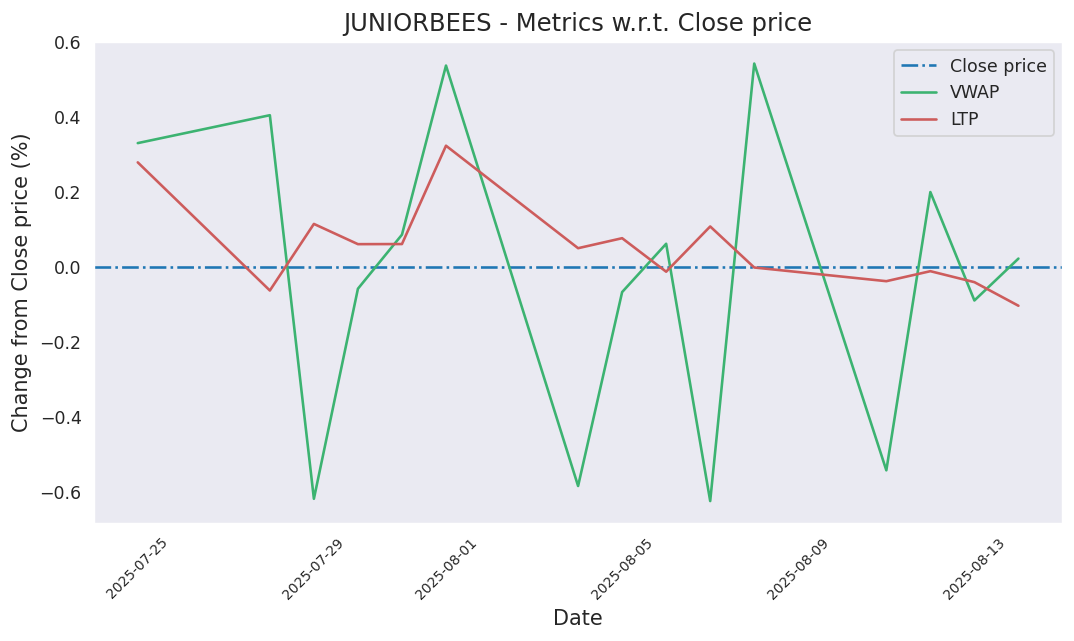 JUNIORBEES - Metrics w.r.t. Close price
Change from Close price (%)
0.6
0.4
0.2
0.0
−0.2
−0.4
−0.6
Close price
VWAP
LTP
2025-07-25
2025-07-29
2025-08-01
2025-08-05
2025-08-09
2025-08-13
Date